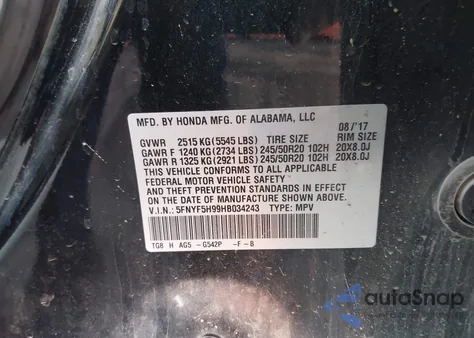 MFD. BY HONDA MFG. OF ALABAMA, LLC
08/'17
GVWR 2515 KG(5545 LBS) TIRE SIZE RIM SIZE
GAWR F 1240 KG(2734 LBS)245/50R20 102H 20X8.0J
GAWR R 1325 KG(2921 LBS)245/50R20 102H 20X8.0J
THIS VEHICLE CONFORMS TO ALL APPLICABLE
FEDERAL MOTOR VEHICLE SAFETY
AND THEFT PREVENTION STANDARDS IN EFFECT
ON THE DATE OF MANUFACTURE SHOWN ABOVE.
V.I.N.: 5FNYF5H99HB034243 TYPE: MPV
TG8 H AG5 -G542P -F-B
autoSnap